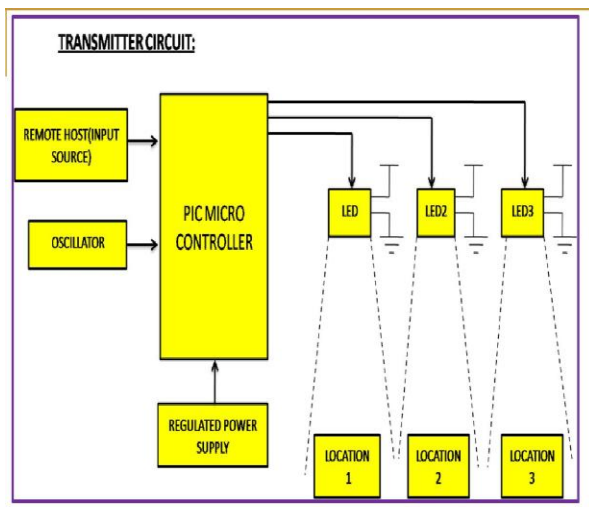 TRANSMITTER CIRCUIT:
REMOTE HOST(INPUT
SOURCE)
OSCILLATOR
PIC MICRO
CONTROLLER
LED
LED2
LED3
REGULATED POWER
SUPPLY
LOCATION
1
LOCATION
2
LOCATION
3